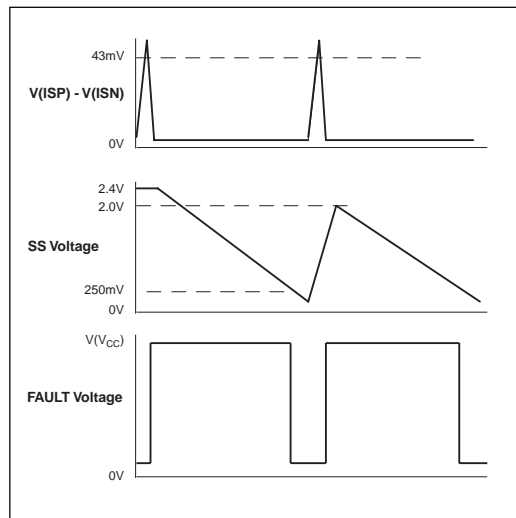 43mV
V(ISP) - V(ISN)
0V
2.4V
2.0V
SS Voltage
250mV
0V
V(VCC)
FAULT Voltage
0V